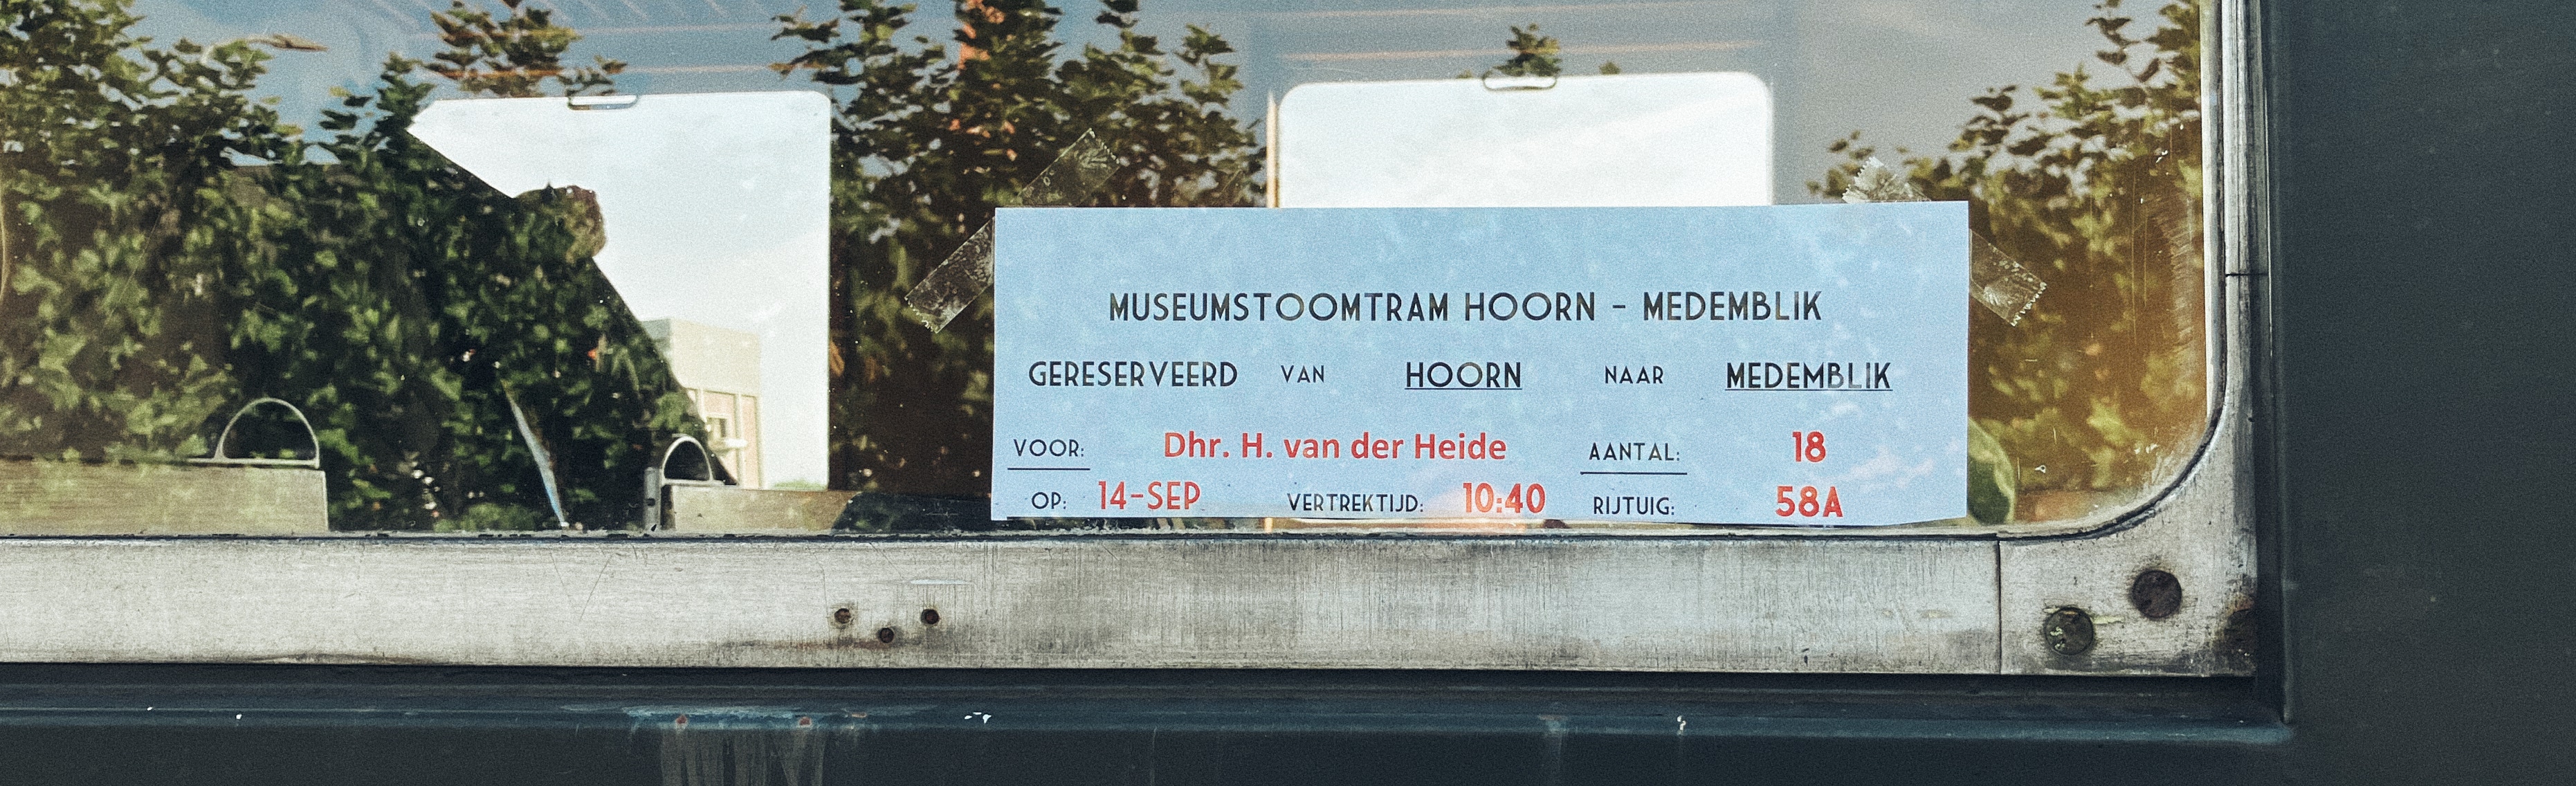 MUSEUMSTOOMTRAM HOORN - MEDEMBLIK
GERESERVEERD VAN HOORN NAAR MEDEMBLIK
VOOR: Dhr. H. van der Heide AANTAL: 18
OP: 14-SEP VERTREKTIJD: 10:40 RIJTUIG: 58A